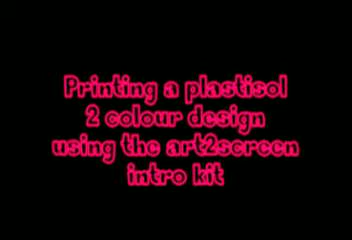 Printing a plastisol
2 colour design
using the art2screen
intro kit